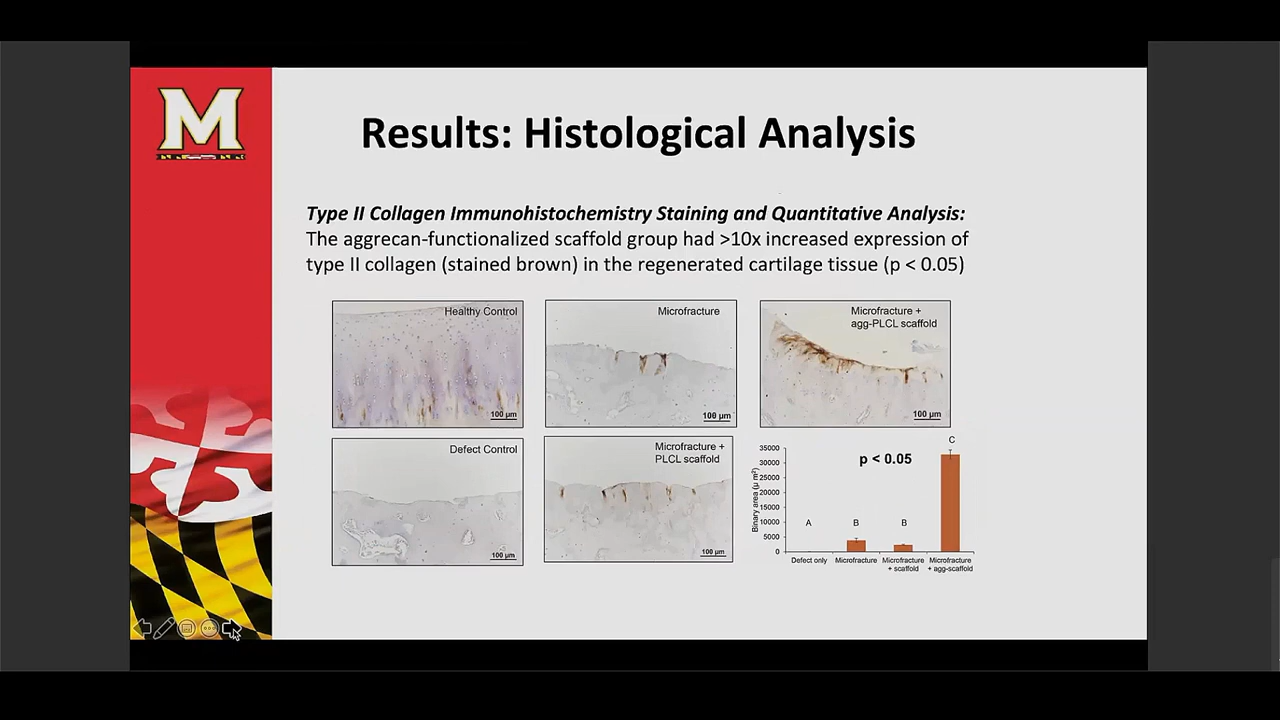 M
Results: Histological Analysis
Type II Collagen Immunohistochemistry Staining and Quantitative Analysis:
The aggrecan-functionalized scaffold group had >10x increased expression of
type II collagen (stained brown) in the regenerated cartilage tissue (p < 0.05)
Healthy Control
100 µm
Microfracture
100 µm
Microfracture +
agg-PLCL scaffold
100 µm
Defect Control
100 µm
Microfracture +
PLCL scaffold
100 µm
p < 0.05
Binary area (µ m²)
35000
30000
25000
20000
15000
10000
5000
0
A
B
B
C
Defect only
Microfracture
Microfracture
+ scaffold
Microfracture
+ agg-scaffold